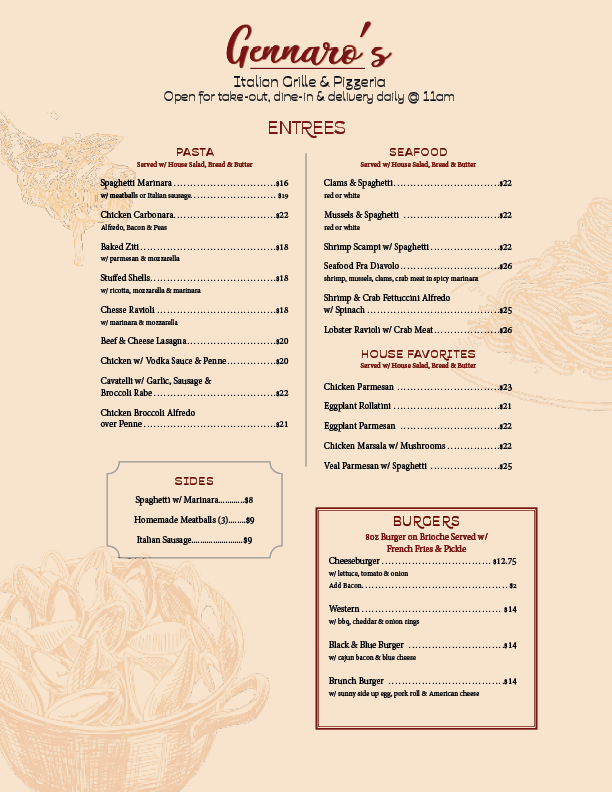 Gennaro's
Italian Grille & Pizzeria
Open for take-out, dine-in & delivery daily @ 11am
ENTREES
PASTA
Served w/ House Salad, Bread & Butter
Spaghetti Marinara ..............................$16
w/ meatballs or Italian sausage..............................$19
Chicken Carbonara..............................$22
Alfredo, Bacon & Peas
Baked Ziti ..............................$18
w/ parmesan & mozzarella
Stuffed Shells..............................$18
w/ ricotta, mozzarella & marinara
Chesse Ravioli ..............................$18
w/ marinara & mozzarella
Beef & Cheese Lasagna..............................$20
Chicken w/ Vodka Sauce & Penne..............................$20
Cavatelli w/ Garlic, Sausage &
Broccoli Rabe ..............................$22
Chicken Broccoli Alfredo
over Penne ..............................$21
SIDES
Spaghetti w/ Marinara...........$8
Homemade Meatballs (3).......$9
Italian Sausage.......................$9
SEAFOOD
Served w/ House Salad, Bread & Butter
Clams & Spaghetti..............................$22
red or white
Mussels & Spaghetti ..............................$22
red or white
Shrimp Scampi w/ Spaghetti ..............................$22
Seafood Fra Diavolo ..............................$26
shrimp, mussels, clams, crab meat in spicy marinara
Shrimp & Crab Fettuccini Alfredo
w/ Spinach ..............................$25
Lobster Ravioli w/ Crab Meat ..............................$26
HOUSE FAVORITES
Served w/ House Salad, Bread & Butter
Chicken Parmesan ..............................$23
Eggplant Rollatini ..............................$21
Eggplant Parmesan ..............................$22
Chicken Marsala w/ Mushrooms ..............................$22
Veal Parmesan w/ Spaghetti ..............................$25
BURGERS
8oz Burger on Brioche Served w/
French Fries & Pickle
Cheeseburger ..............................$12.75
w/ lettuce, tomato & onion
Add Bacon..............................$2
Western ..............................$14
w/ bbq, cheddar & onion rings
Black & Blue Burger ..............................$14
w/ cajun bacon & blue cheese
Brunch Burger ..............................$14
w/ sunny side up egg, pork roll & American cheese